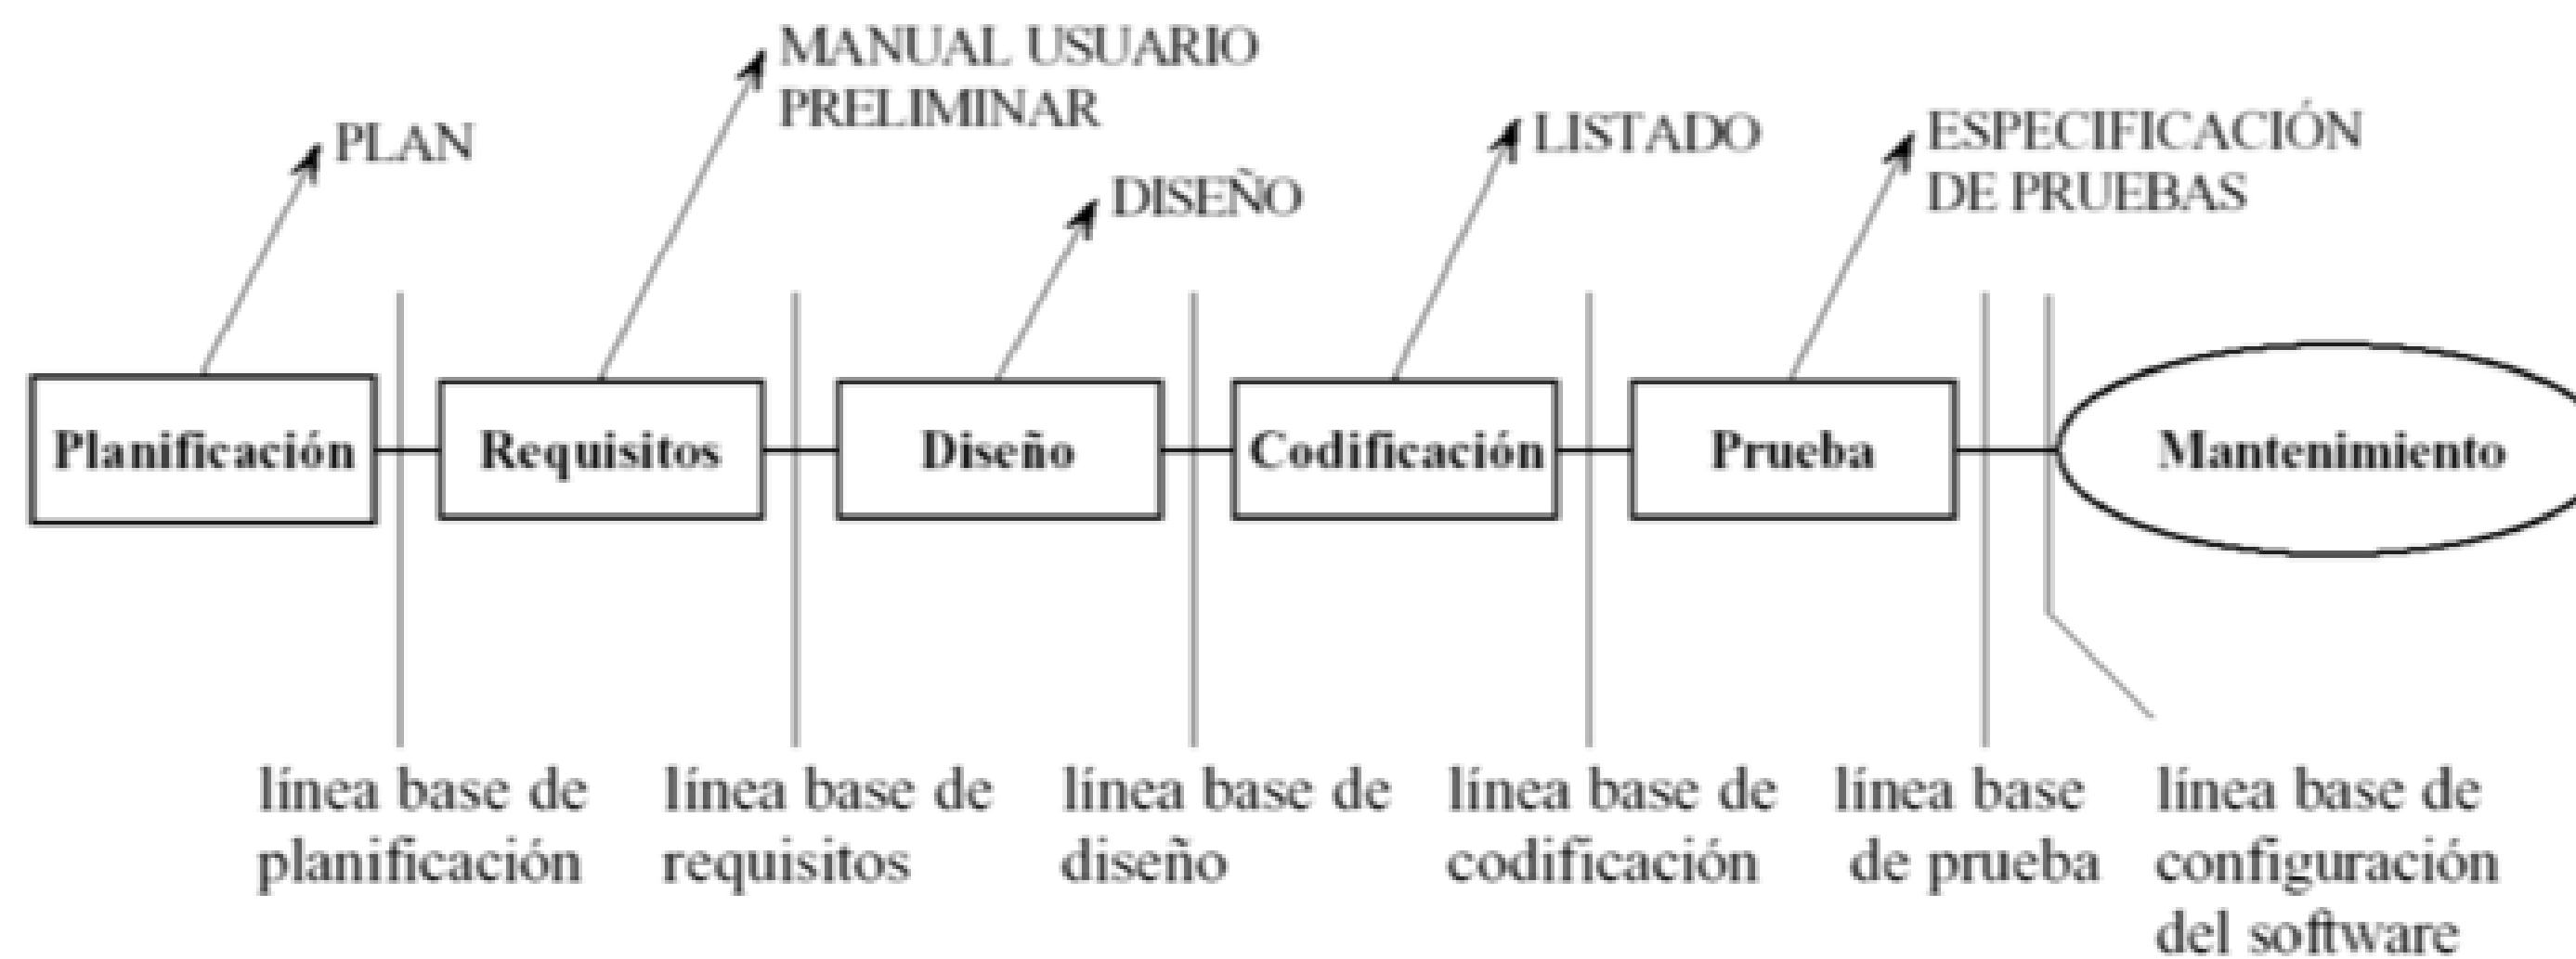 MANUAL USUARIO
PRELIMINAR
PLAN
LISTADO
ESPECIFICACIÓN
DE PRUEBAS
DISEÑO
Planificación
Requisitos
Diseño
Codificación
Prueba
Mantenimiento
línea base de
planificación
línea base de
requisitos
línea base de
diseño
línea base de
codificación
línea base
de prueba
línea base de
configuración
del software